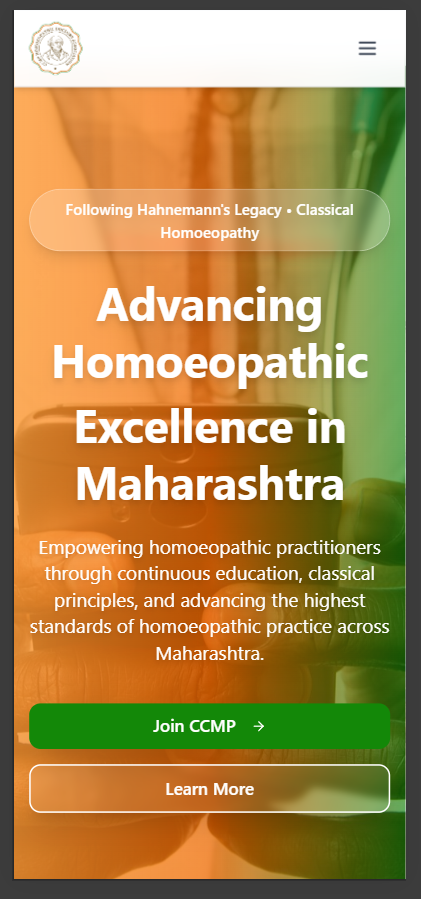 Following Hahnemann's Legacy • Classical
Homoeopathy
Advancing
Homoeopathic
Excellence in
Maharashtra
Empowering homoeopathic practitioners
through continuous education, classical
principles, and advancing the highest
standards of homoeopathic practice across
Maharashtra.
Join CCMP →
Learn More